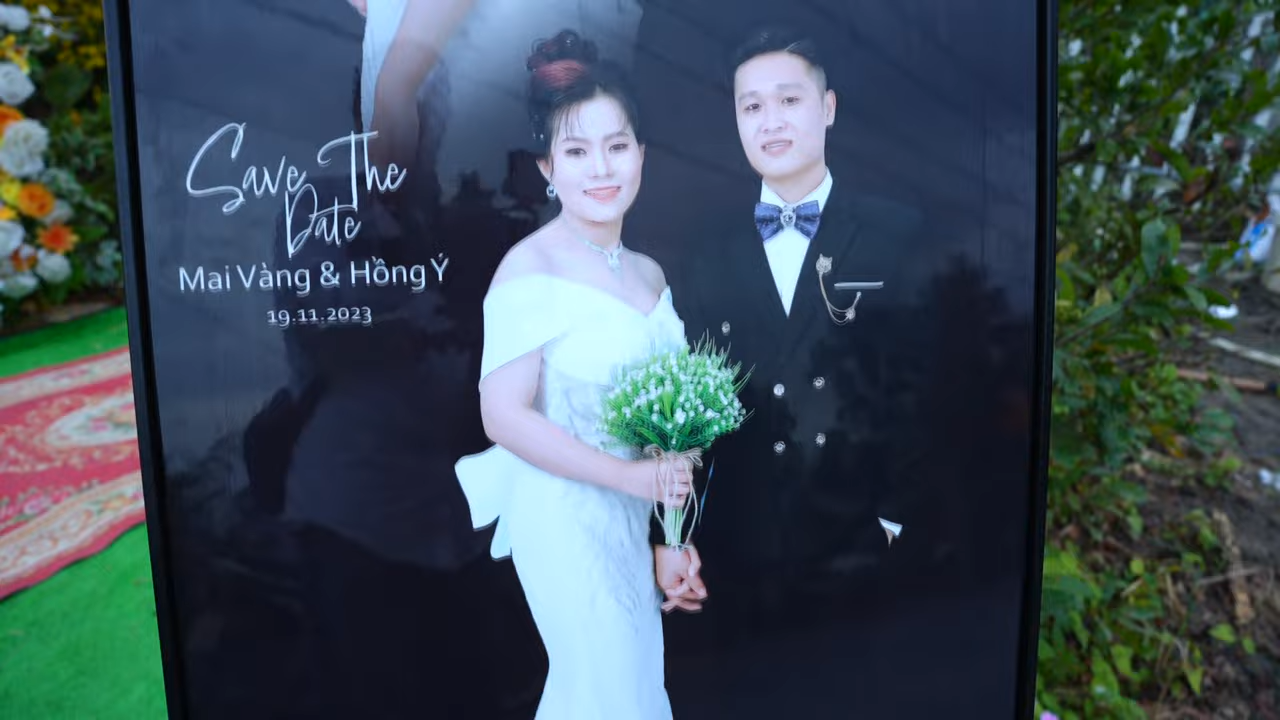 Save The
Date
Mai Vàng & Hồng Ý
19.11.2023